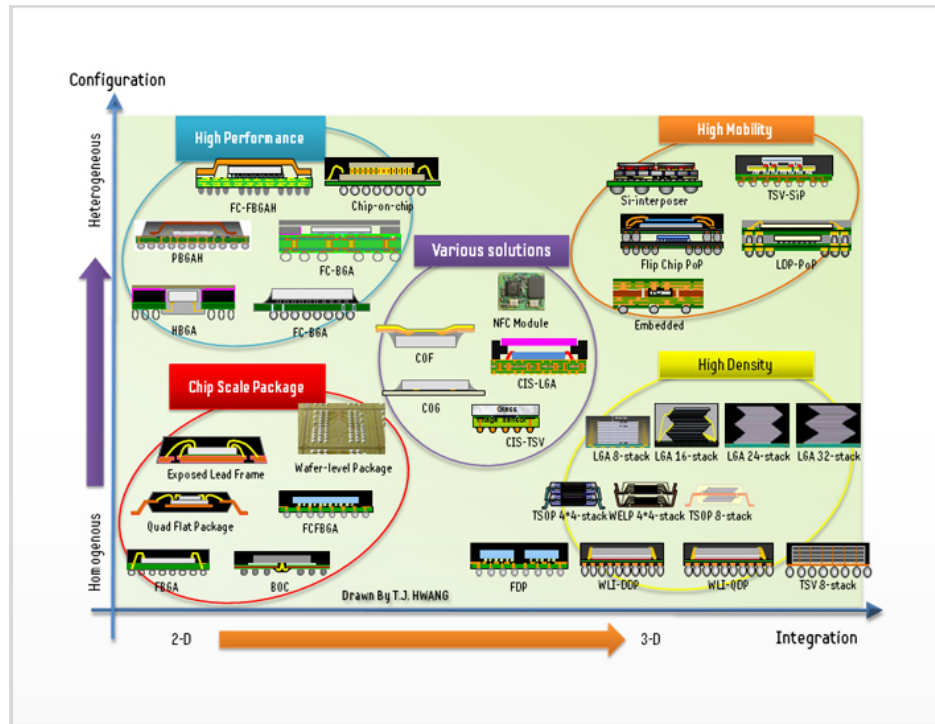 Configuration
Heterogeneous
Homogenous
High Performance
FC-FBGAH
Chip-on-chip
PBGAH
FC-BGA
HBGA
FC-BGA
High Mobility
Si-interposer
TSV-SiP
Flip Chip PoP
LDP-PoP
Embedded
Various solutions
NFC Module
COF
CIS-LGA
COG
Glass
CIS-TSV
Chip Scale Package
Exposed Lead Frame
Wafer-level Package
Quad Flat Package
FCFBGA
FBGA
BOC
High Density
LGA 8-stack
LGA 16-stack
LGA 24-stack
LGA 32-stack
TSOP 4*4-stack
WELP 4*4-stack
TSOP 8-stack
FDP
WLI-DDP
WLI-QDP
TSV 8-stack
Drawn By T.J. HWANG
2-D
3-D
Integration